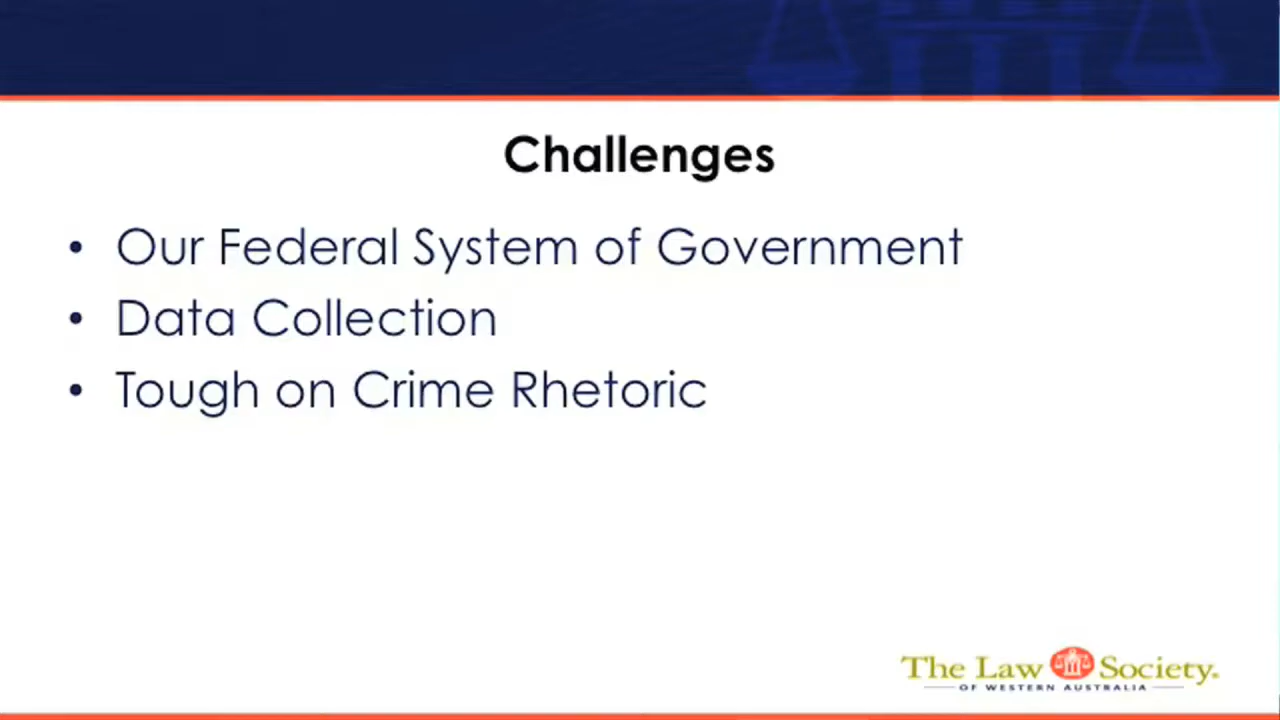 Challenges
• Our Federal System of Government
• Data Collection
• Tough on Crime Rhetoric
The Law Society
OF WESTERN AUSTRALIA